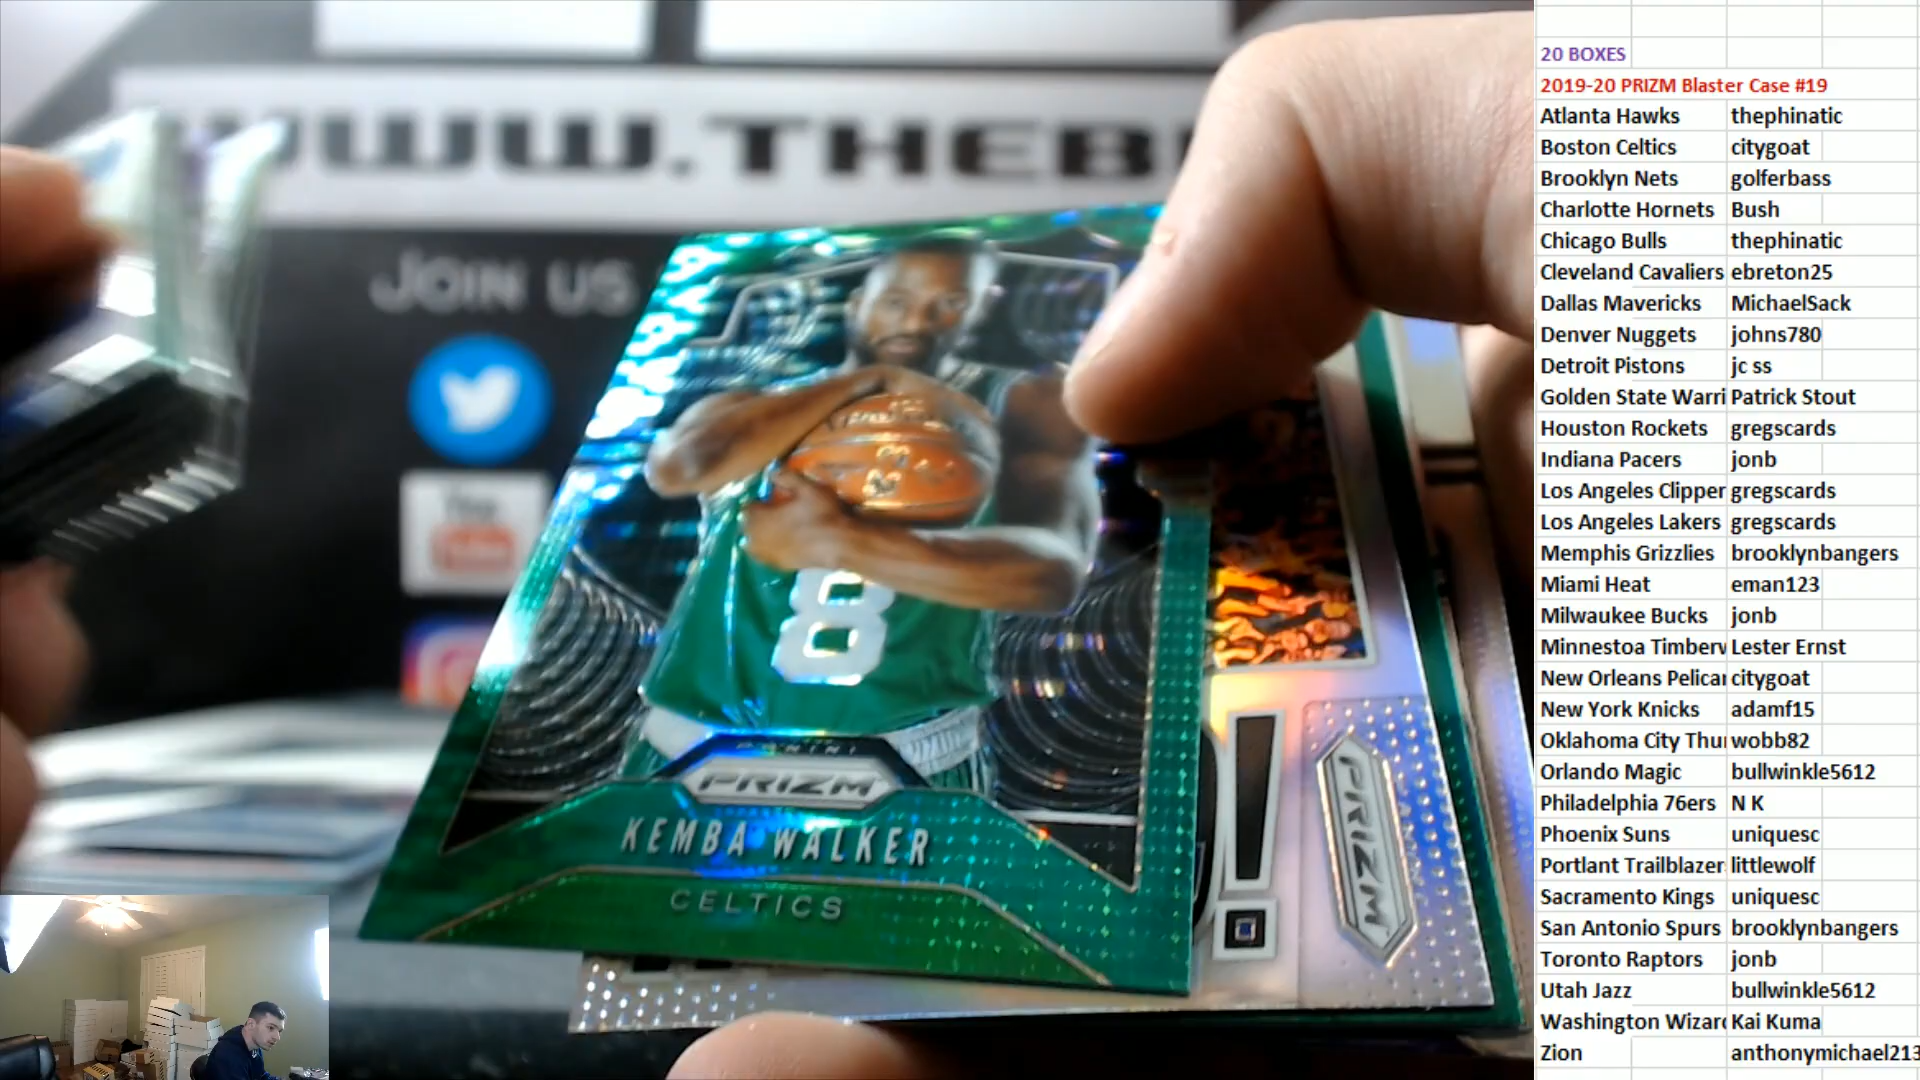 WWW.THEB
JOIN US
You
8
PANINI
PRIZM
KEMBA WALKER
CELTICS
!
PRIZM
20 BOXES
2019-20 PRIZM Blaster Case #19
Atlanta Hawks thephinatic
Boston Celtics citygoat
Brooklyn Nets golferbass
Charlotte Hornets Bush
Chicago Bulls thephinatic
Cleveland Cavaliers ebreton25
Dallas Mavericks MichaelSack
Denver Nuggets johns780
Detroit Pistons jc ss
Golden State Warri Patrick Stout
Houston Rockets gregscards
Indiana Pacers jonb
Los Angeles Clipper gregscards
Los Angeles Lakers gregscards
Memphis Grizzlies brooklynbangers
Miami Heat eman123
Milwaukee Bucks jonb
Minnestoa Timberv Lester Ernst
New Orleans Pelica citygoat
New York Knicks adamf15
Oklahoma City Thu wobb82
Orlando Magic bullwinkle5612
Philadelphia 76ers N K
Phoenix Suns uniquesc
Portlant Trailblazer littlewolf
Sacramento Kings uniquesc
San Antonio Spurs brooklynbangers
Toronto Raptors jonb
Utah Jazz bullwinkle5612
Washington Wizar Kai Kuma
Zion anthonymichael213